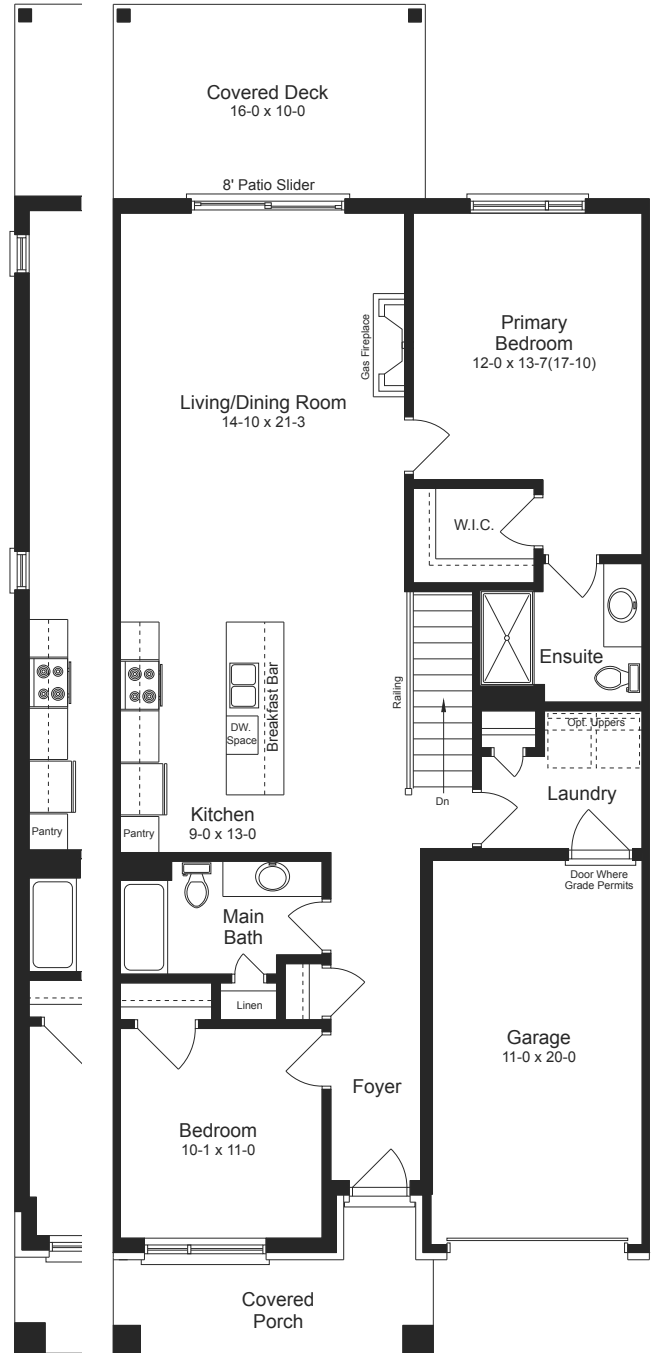 Covered Deck
16-0 x 10-0
8' Patio Slider
Gas Fireplace
Primary
Bedroom
12-0 x 13-7(17-10)
Living/Dining Room
14-10 x 21-3
W.I.C.
Ensuite
Railing
Breakfast Bar
DW.
Space
Opt. Uppers
Dn
Laundry
Kitchen
9-0 x 13-0
Pantry
Pantry
Door Where
Grade Permits
Main
Bath
Linen
Garage
11-0 x 20-0
Foyer
Bedroom
10-1 x 11-0
Covered
Porch